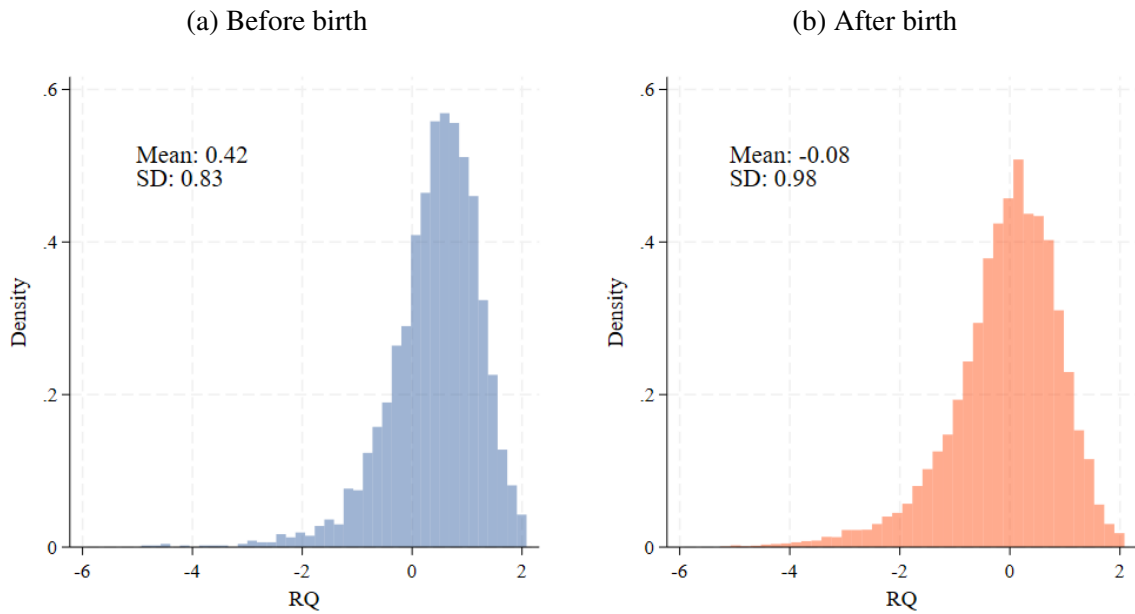 (a) Before birth
.6
.4
.2
0
Density
Mean: 0.42
SD: 0.83
-6
-4
-2
0
2
RQ
(b) After birth
.6
.4
.2
0
Density
Mean: -0.08
SD: 0.98
-6
-4
-2
0
2
RQ